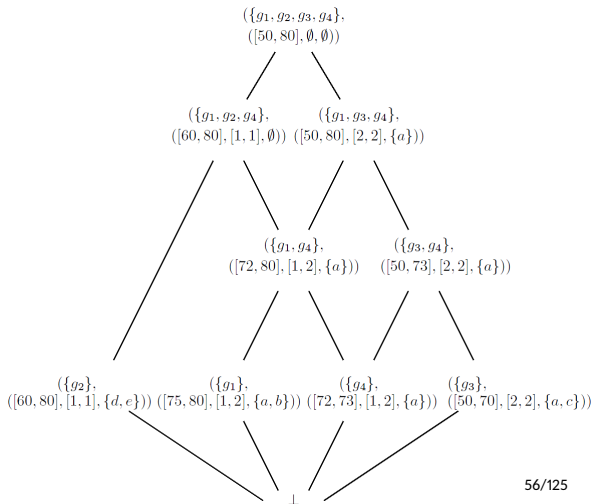 ({g₁, g₂, g₃, g₄},
([50, 80], ∅, ∅))
({g₁, g₂, g₄},
([60, 80], [1, 1], ∅))
({g₁, g₃, g₄},
([50, 80], [2, 2], {a}))
({g₁, g₄},
([72, 80], [1, 2], {a}))
({g₃, g₄},
([50, 73], [2, 2], {a}))
({g₂},
([60, 80], [1, 1], {d, e}))
({g₁},
([75, 80], [1, 2], {a, b}))
({g₄},
([72, 73], [1, 2], {a}))
({g₃},
([50, 70], [2, 2], {a, c}))
⊥
56/125